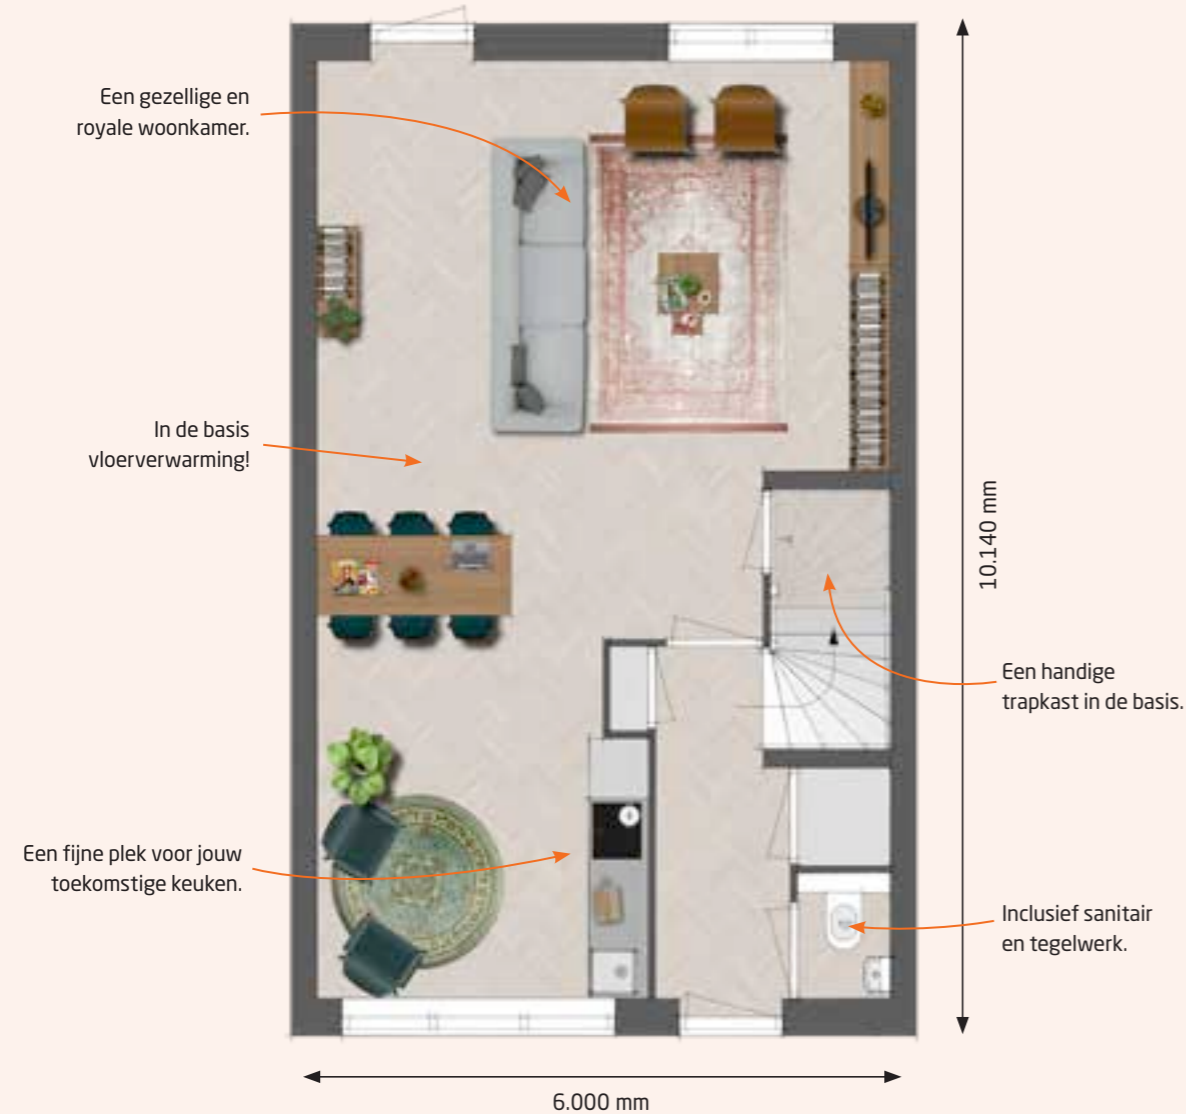 Een gezellige en
royale woonkamer.
In de basis
vloerverwarming!
10.140 mm
Een handige
trapkast in de basis.
Een fijne plek voor jouw
toekomstige keuken.
Inclusief sanitair
en tegelwerk.
6.000 mm